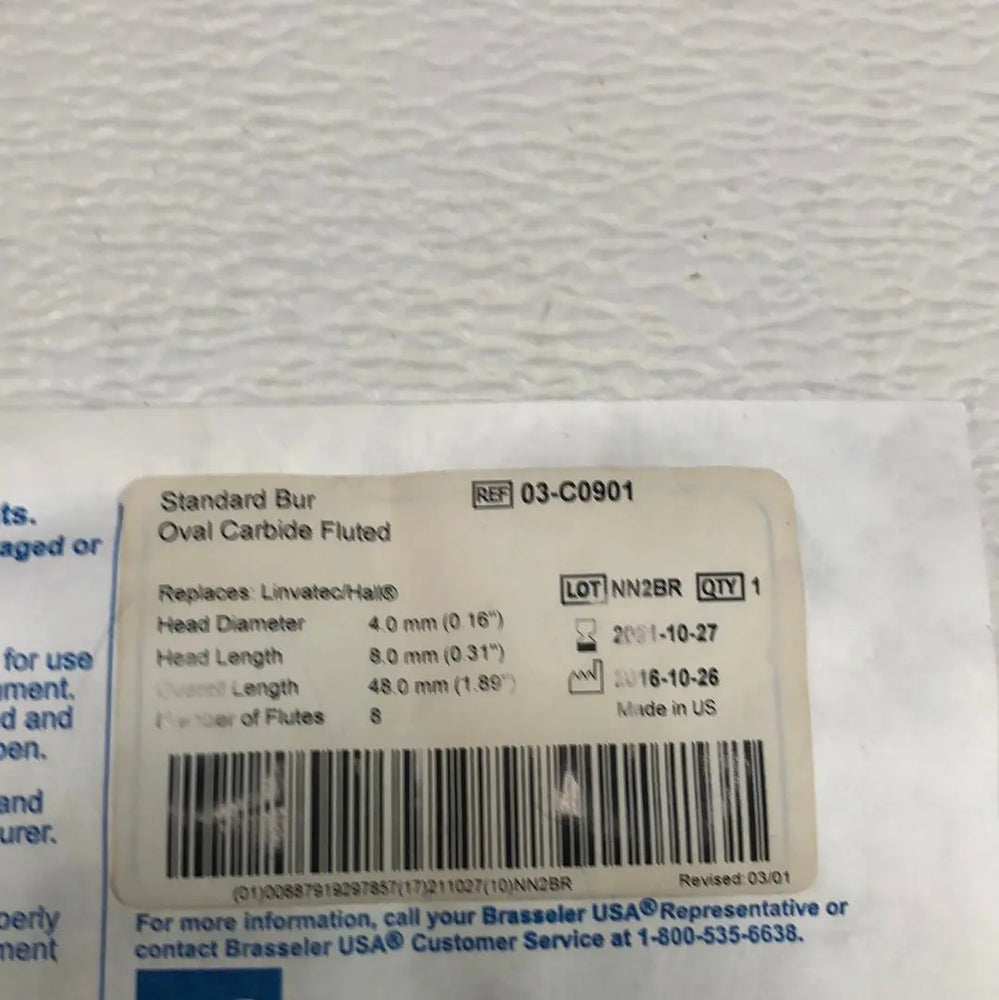 ts.
aged or
for use
ment.
d and
pen.
and
urer.
perly
ment
Standard Bur
Oval Carbide Fluted
REF 03-C0901
Replaces: Linvatec/Hall®
LOT NN2BR QTY 1
Head Diameter 4.0 mm (0.16")
2021-10-27
Head Length 8.0 mm (0.31")
2016-10-26
Overall Length 48.0 mm (1.89")
Made in US
Number of Flutes 8
(01)00887919297857(17)211027(10)NN2BR
Revised: 03/01
For more information, call your Brasseler USA® Representative or
contact Brasseler USA® Customer Service at 1-800-535-6638.